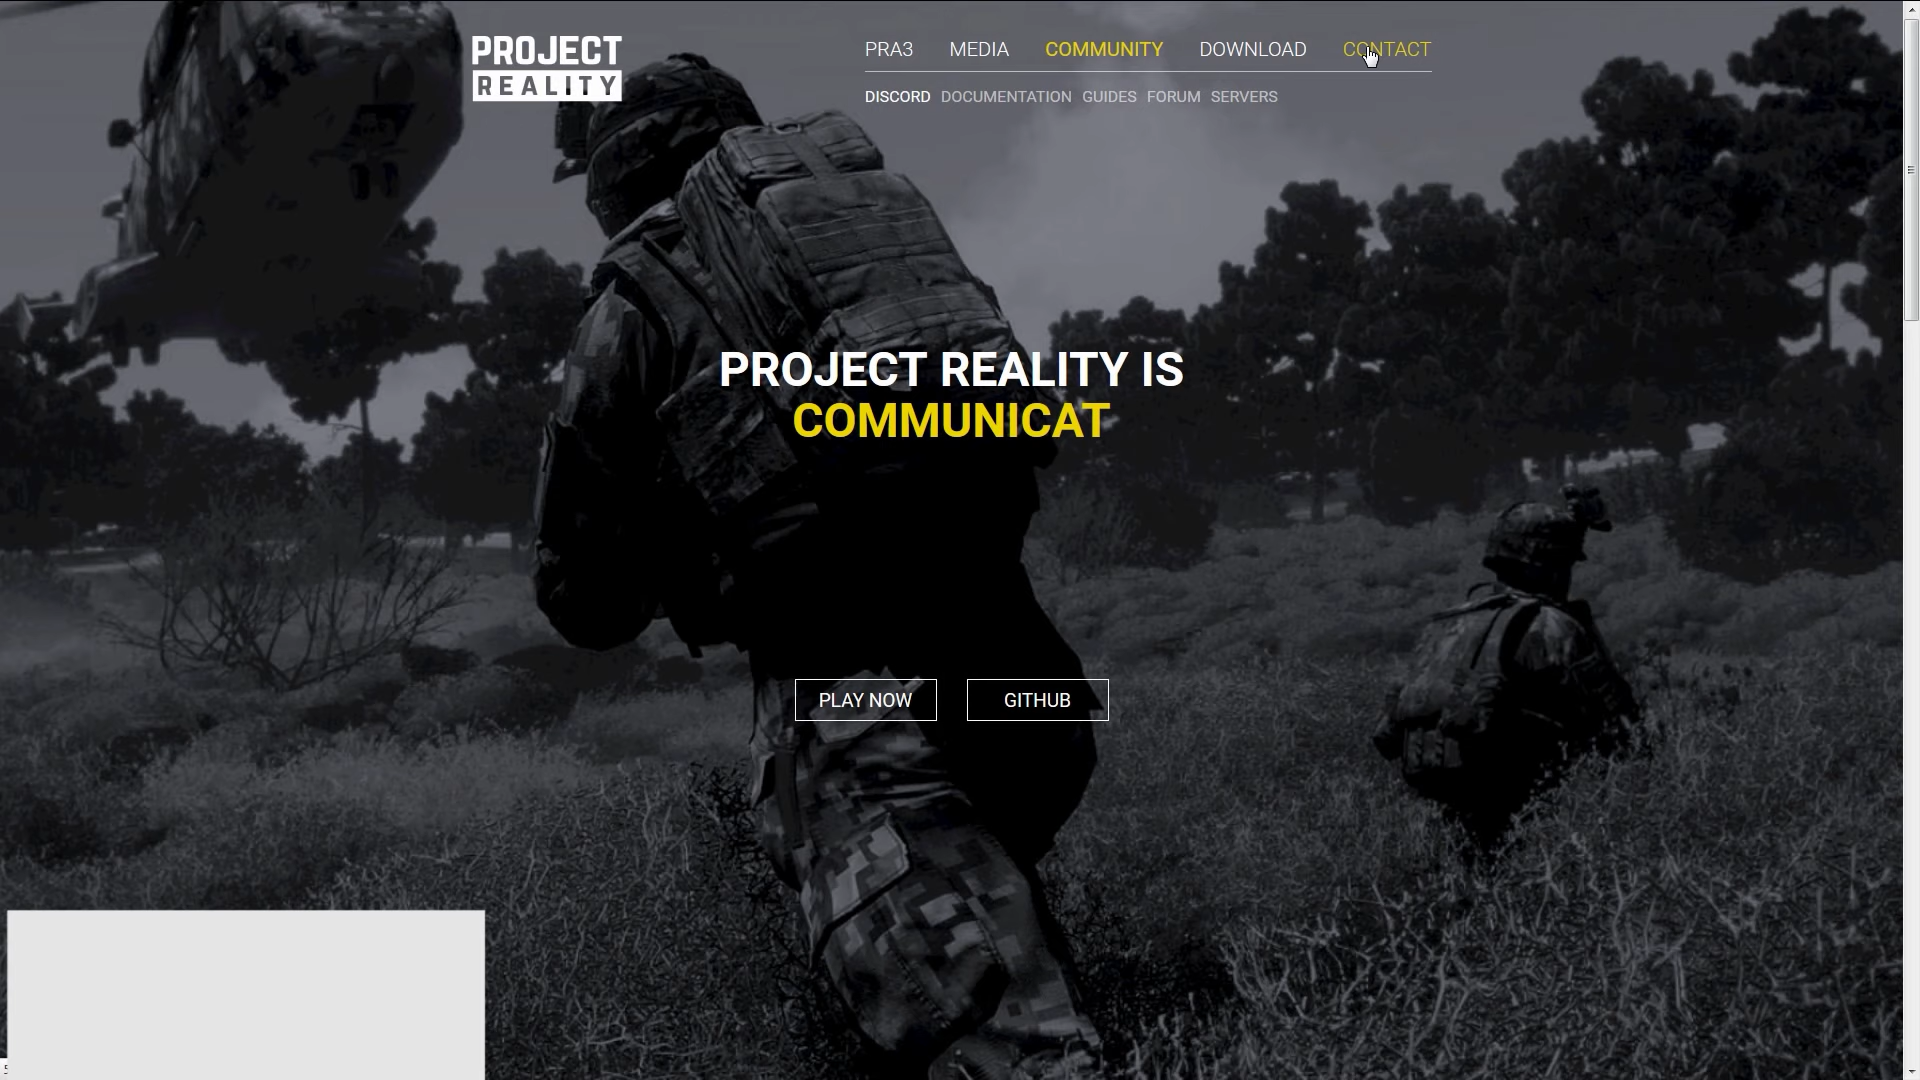 PROJECT
REALITY
PRA3 MEDIA COMMUNITY DOWNLOAD CONTACT
DISCORD DOCUMENTATION GUIDES FORUM SERVERS
PROJECT REALITY IS
COMMUNICAT
PLAY NOW GITHUB